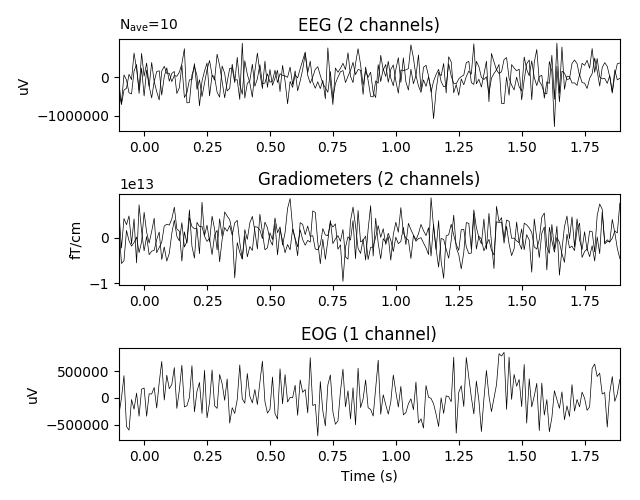 N_ave=10
EEG (2 channels)
uV
0
−1000000
0.00 0.25 0.50 0.75 1.00 1.25 1.50 1.75
1e13
Gradiometers (2 channels)
fT/cm
0
−1
0.00 0.25 0.50 0.75 1.00 1.25 1.50 1.75
EOG (1 channel)
uV
500000
0
−500000
0.00 0.25 0.50 0.75 1.00 1.25 1.50 1.75
Time (s)